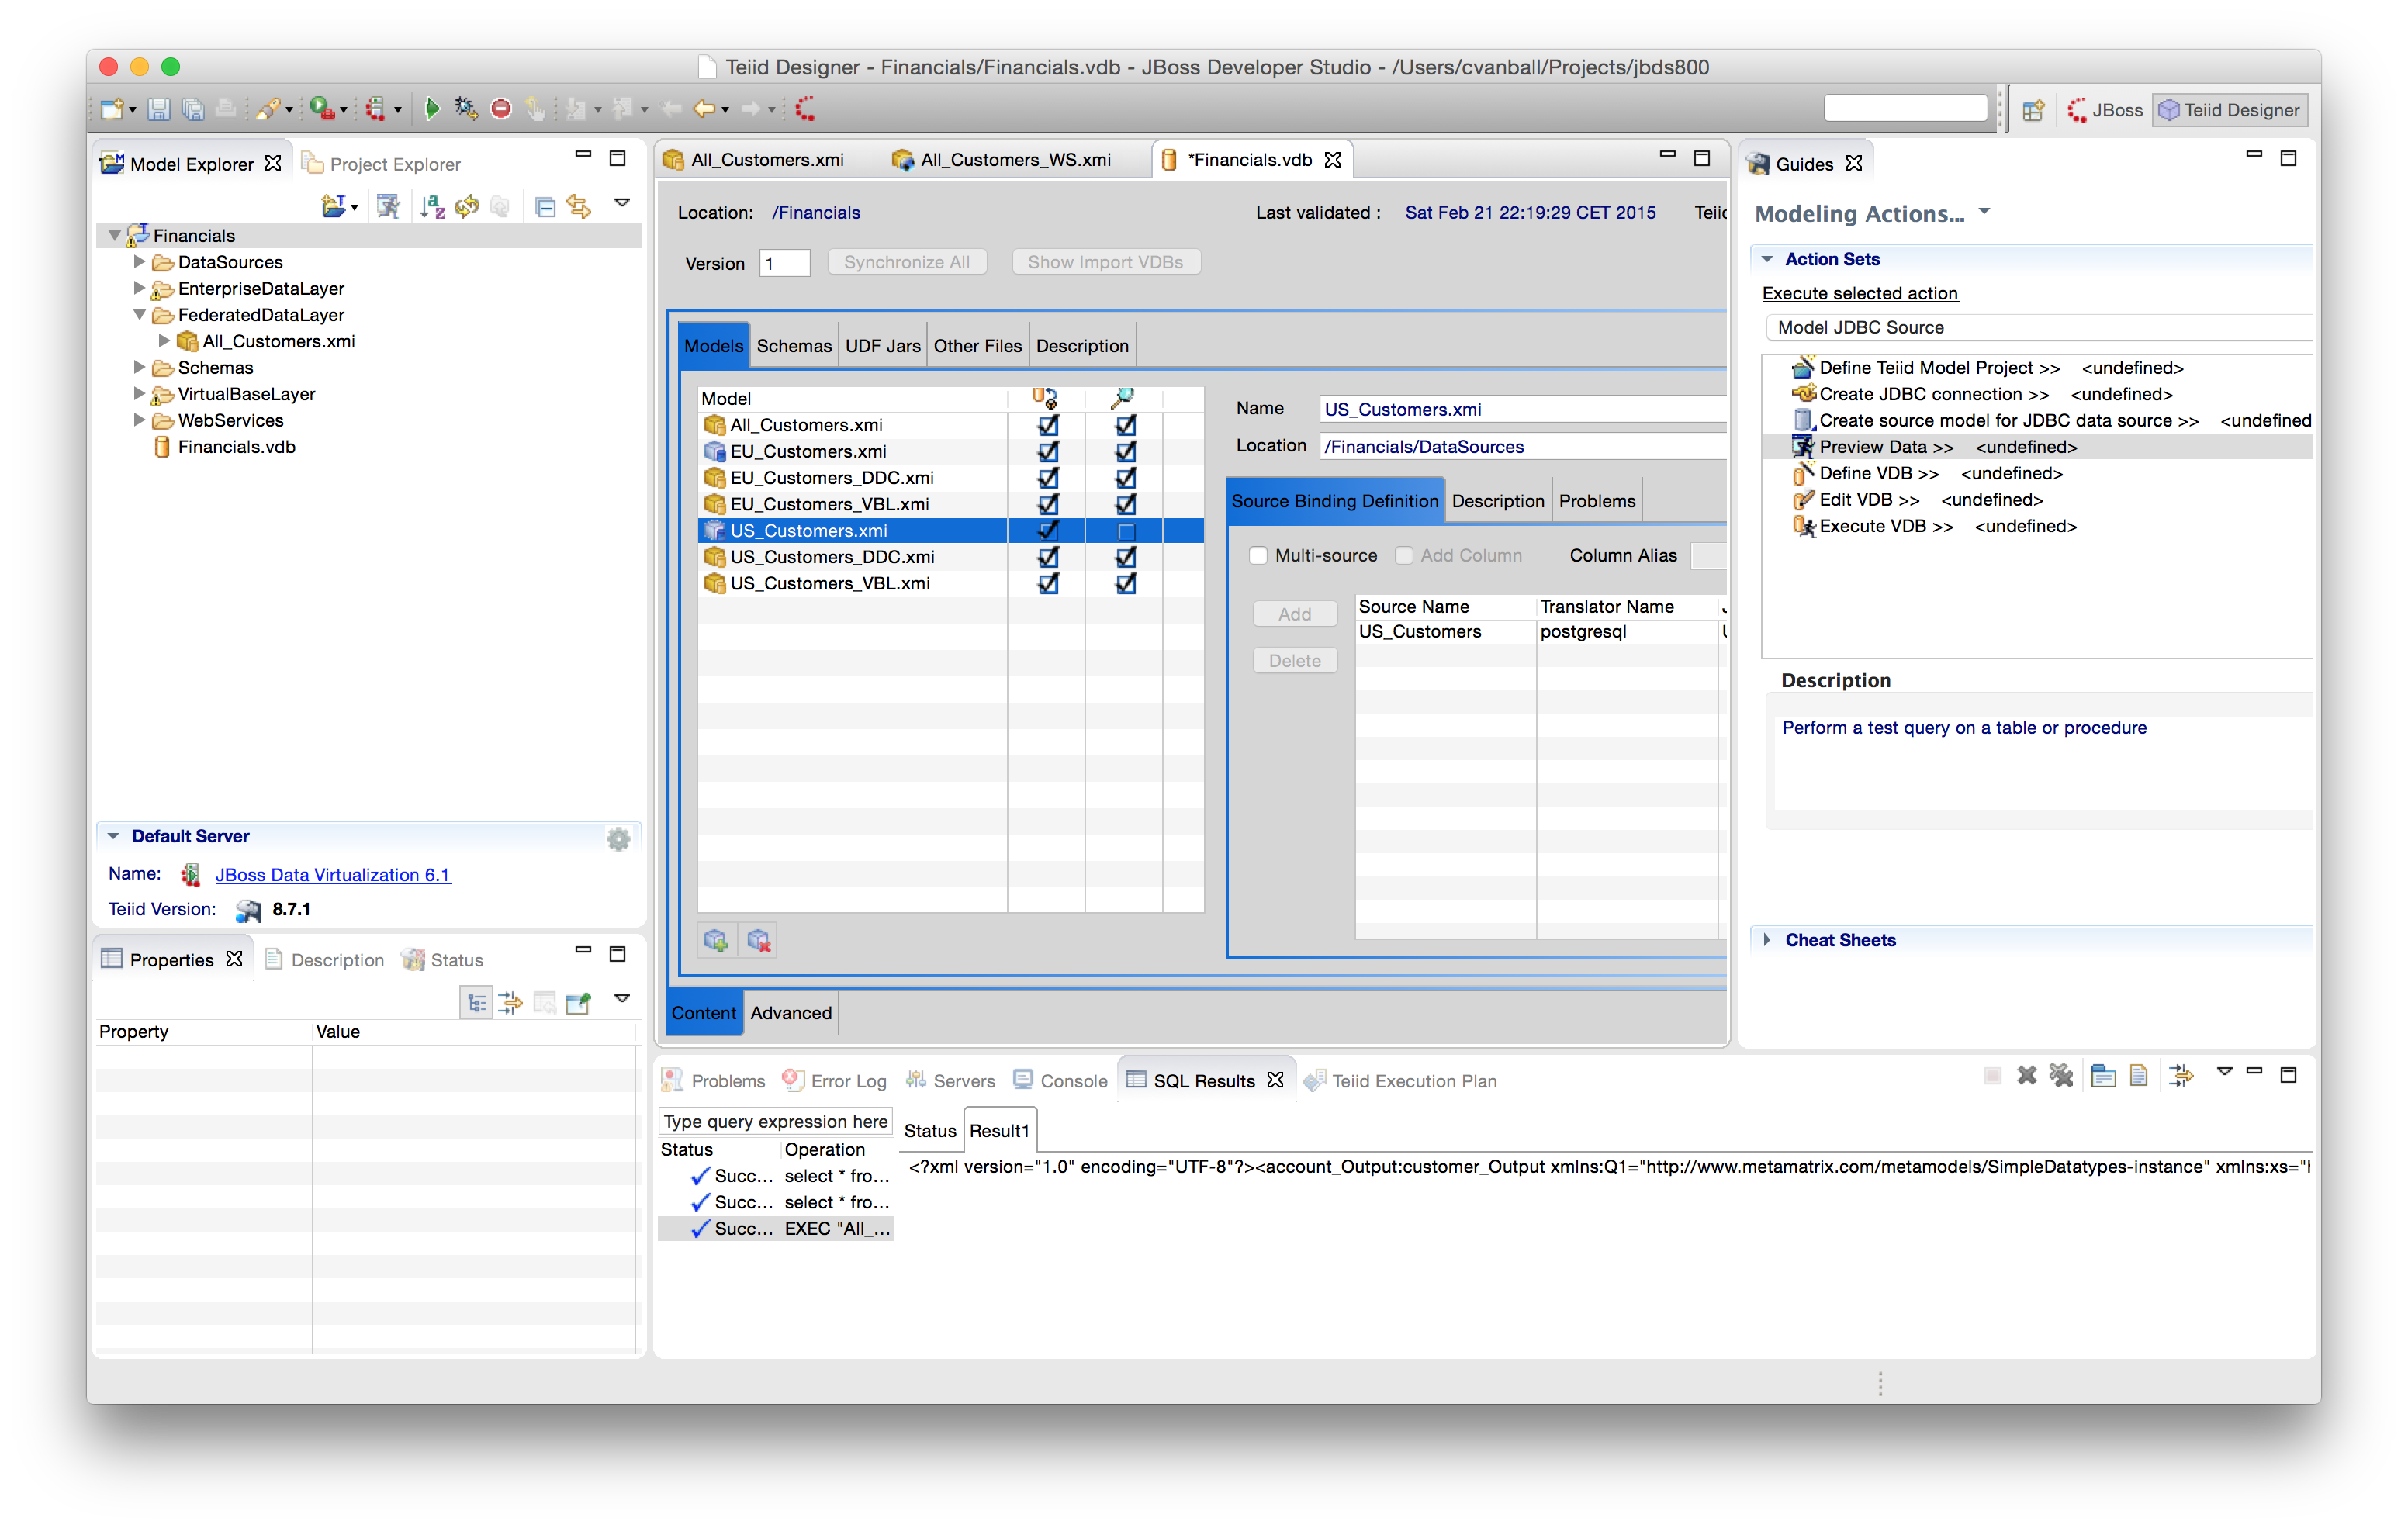 Teiid Designer - Financials/Financials.vdb - JBoss Developer Studio - /Users/cvanball/Projects/jbds800
JBoss
Teiid Designer
Model Explorer
Project Explorer
Financials
DataSources
EnterpriseDataLayer
FederatedDataLayer
All_Customers.xmi
Schemas
VirtualBaseLayer
WebServices
Financials.vdb
Default Server
Name: JBoss Data Virtualization 6.1
Teiid Version: 8.7.1
Properties
Description
Status
Property Value
All_Customers.xmi
All_Customers_WS.xmi
*Financials.vdb
Location: /Financials
Last validated : Sat Feb 21 22:19:29 CET 2015
Version 1
Synchronize All
Show Import VDBs
Models Schemas UDF Jars Other Files Description
Model
All_Customers.xmi
EU_Customers.xmi
EU_Customers_DDC.xmi
EU_Customers_VBL.xmi
US_Customers.xmi
US_Customers_DDC.xmi
US_Customers_VBL.xmi
Name US_Customers.xmi
Location /Financials/DataSources
Source Binding Definition Description Problems
Multi-source Add Column Column Alias
Add
Delete
Source Name Translator Name
US_Customers postgresql
Content Advanced
Guides
Modeling Actions...
Action Sets
Execute selected action
Model JDBC Source
Define Teiid Model Project >> <undefined>
Create JDBC connection >> <undefined>
Create source model for JDBC data source >> <undefined
Preview Data >> <undefined>
Define VDB >> <undefined>
Edit VDB >> <undefined>
Execute VDB >> <undefined>
Description
Perform a test query on a table or procedure
Cheat Sheets
Problems
Error Log
Servers
Console
SQL Results
Teiid Execution Plan
Type query expression here
Status Operation
Succ... select * fro...
Succ... select * fro...
Succ... EXEC "All_...
Status Result1
<?xml version="1.0" encoding="UTF-8"?><account_Output:customer_Output xmlns:Q1="http://www.metamatrix.com/metamodels/SimpleDatatypes-instance" xmlns:xs="